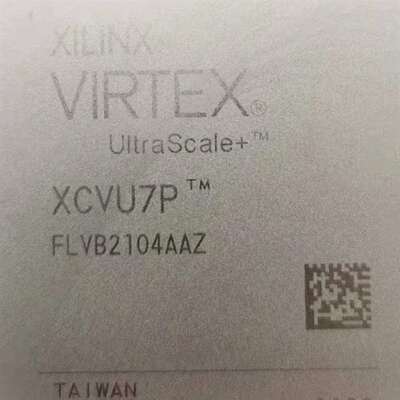 XILINX
VIRTEX®
UltraScale+™
XCVU7P™
FLVB2104AAZ
TAIWAN